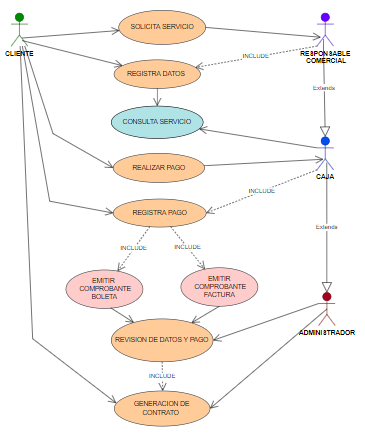 SOLICITA SERVICIO
CLIENTE
RESPONSABLE
COMERCIAL
INCLUDE
REGISTRA DATOS
Extends
CONSULTA SERVICIO
REALIZAR PAGO
CAJA
INCLUDE
REGISTRA PAGO
Extends
INCLUDE
INCLUDE
EMITIR
COMPROBANTE
BOLETA
EMITIR
COMPROBANTE
FACTURA
ADMINISTRADOR
REVISION DE DATOS Y PAGO
INCLUDE
GENERACION DE
CONTRATO